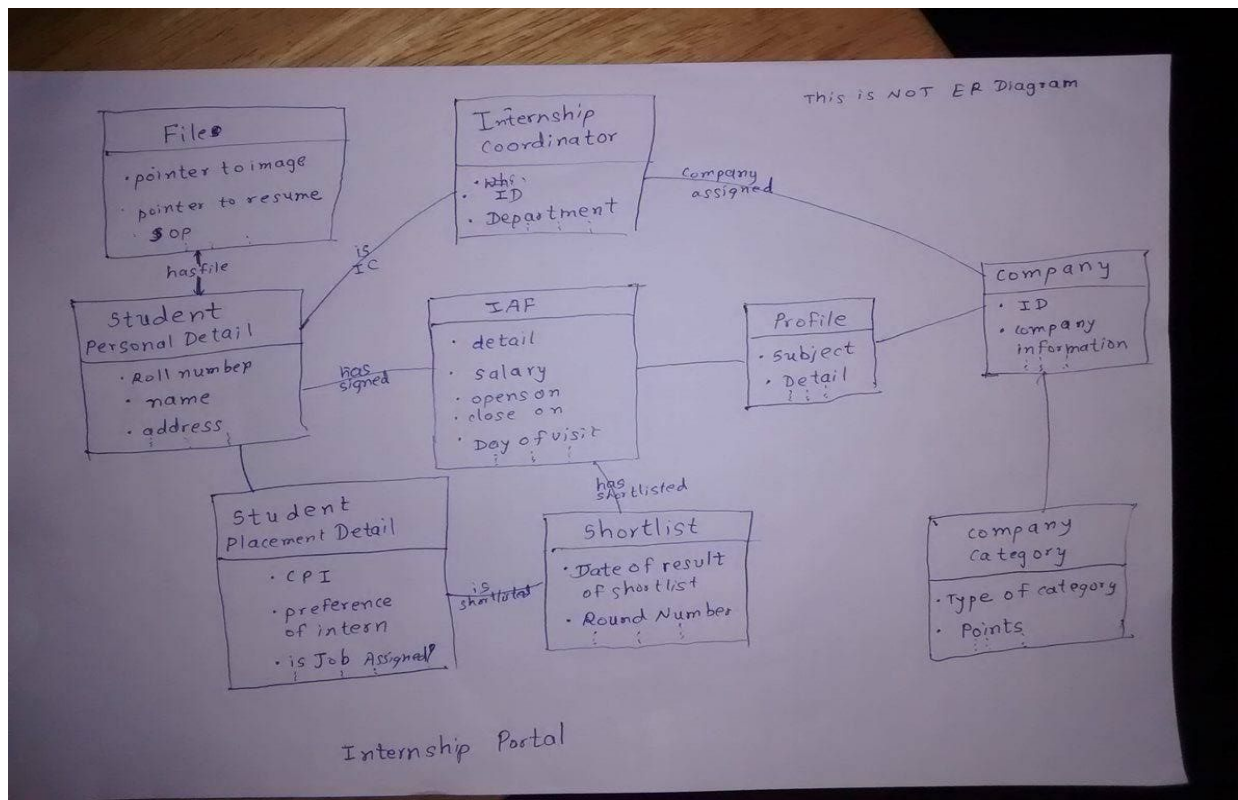 This is NOT ER Diagram
Files
• pointer to image
• pointer to resume
• SOP
hasfile
Internship
Coordinator
• ID
• Department
is
IC
Company
assigned
Company
• ID
• company
information
Student
Personal Detail
• Roll number
• name
• address
has
signed
IAF
• detail
• salary
• opens on
• close on
• Day of visit
Profile
• Subject
• Detail
has
shortlisted
Student
Placement Detail
• CPI
• preference
of intern
• is Job Assigned?
is
Shortlist
• Date of result
of shortlist
• Round Number
Company
Category
• Type of category
• Points
Internship Portal